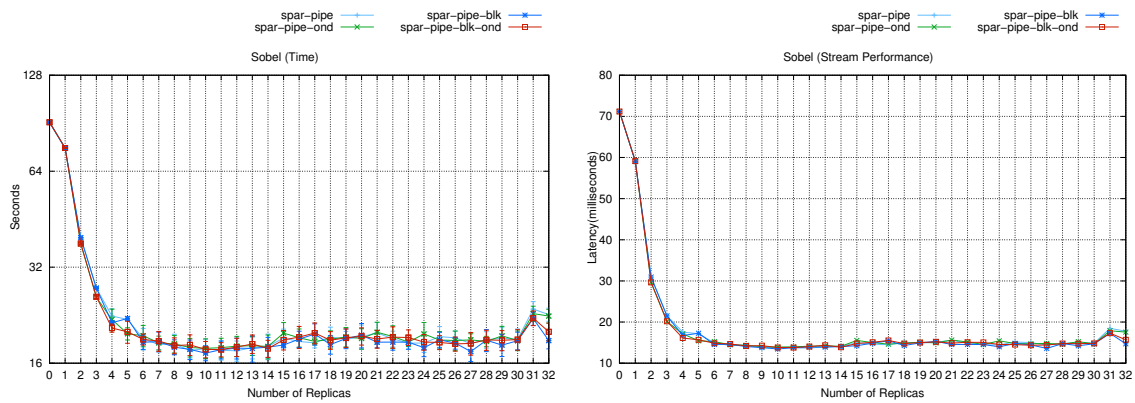 spar-pipe
spar-pipe-blk
spar-pipe-ond
spar-pipe-blk-ond
Sobel (Time)
128
64
32
16
Seconds
0 1 2 3 4 5 6 7 8 9 10 11 12 13 14 15 16 17 18 19 20 21 22 23 24 25 26 27 28 29 30 31 32
Number of Replicas
spar-pipe
spar-pipe-blk
spar-pipe-ond
spar-pipe-blk-ond
Sobel (Stream Performance)
80
70
60
50
40
30
20
10
Latency(milliseconds)
0 1 2 3 4 5 6 7 8 9 10 11 12 13 14 15 16 17 18 19 20 21 22 23 24 25 26 27 28 29 30 31 32
Number of Replicas